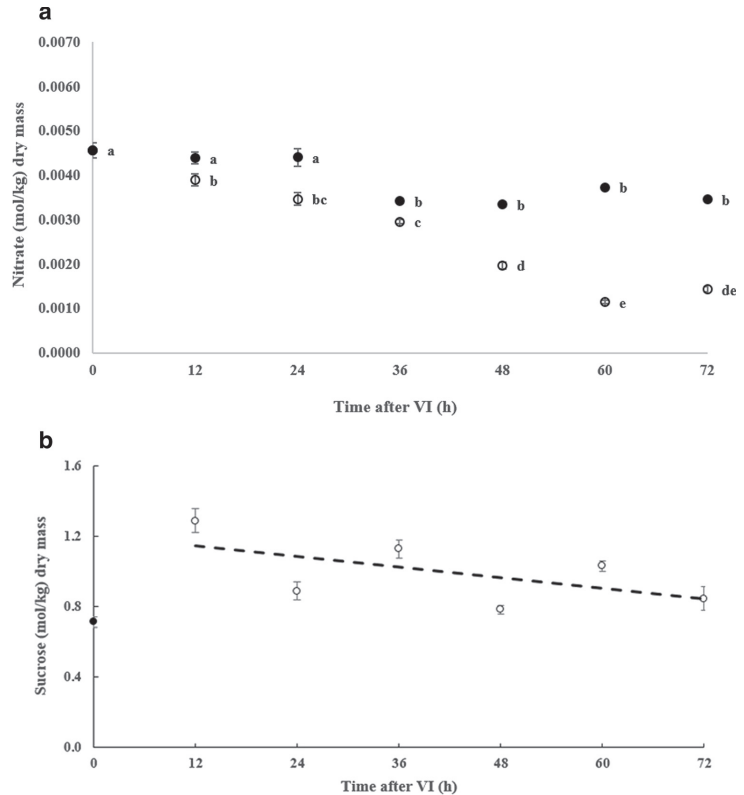 a
Nitrate (mol/kg) dry mass
0.0070
0.0060
0.0050
0.0040
0.0030
0.0020
0.0010
0.0000
a
a
a
b
b
b
b
b
bc
c
d
e
de
0 12 24 36 48 60 72
Time after VI (h)
b
Sucrose (mol/kg) dry mass
1.6
1.2
0.8
0.4
0.0
0 12 24 36 48 60 72
Time after VI (h)